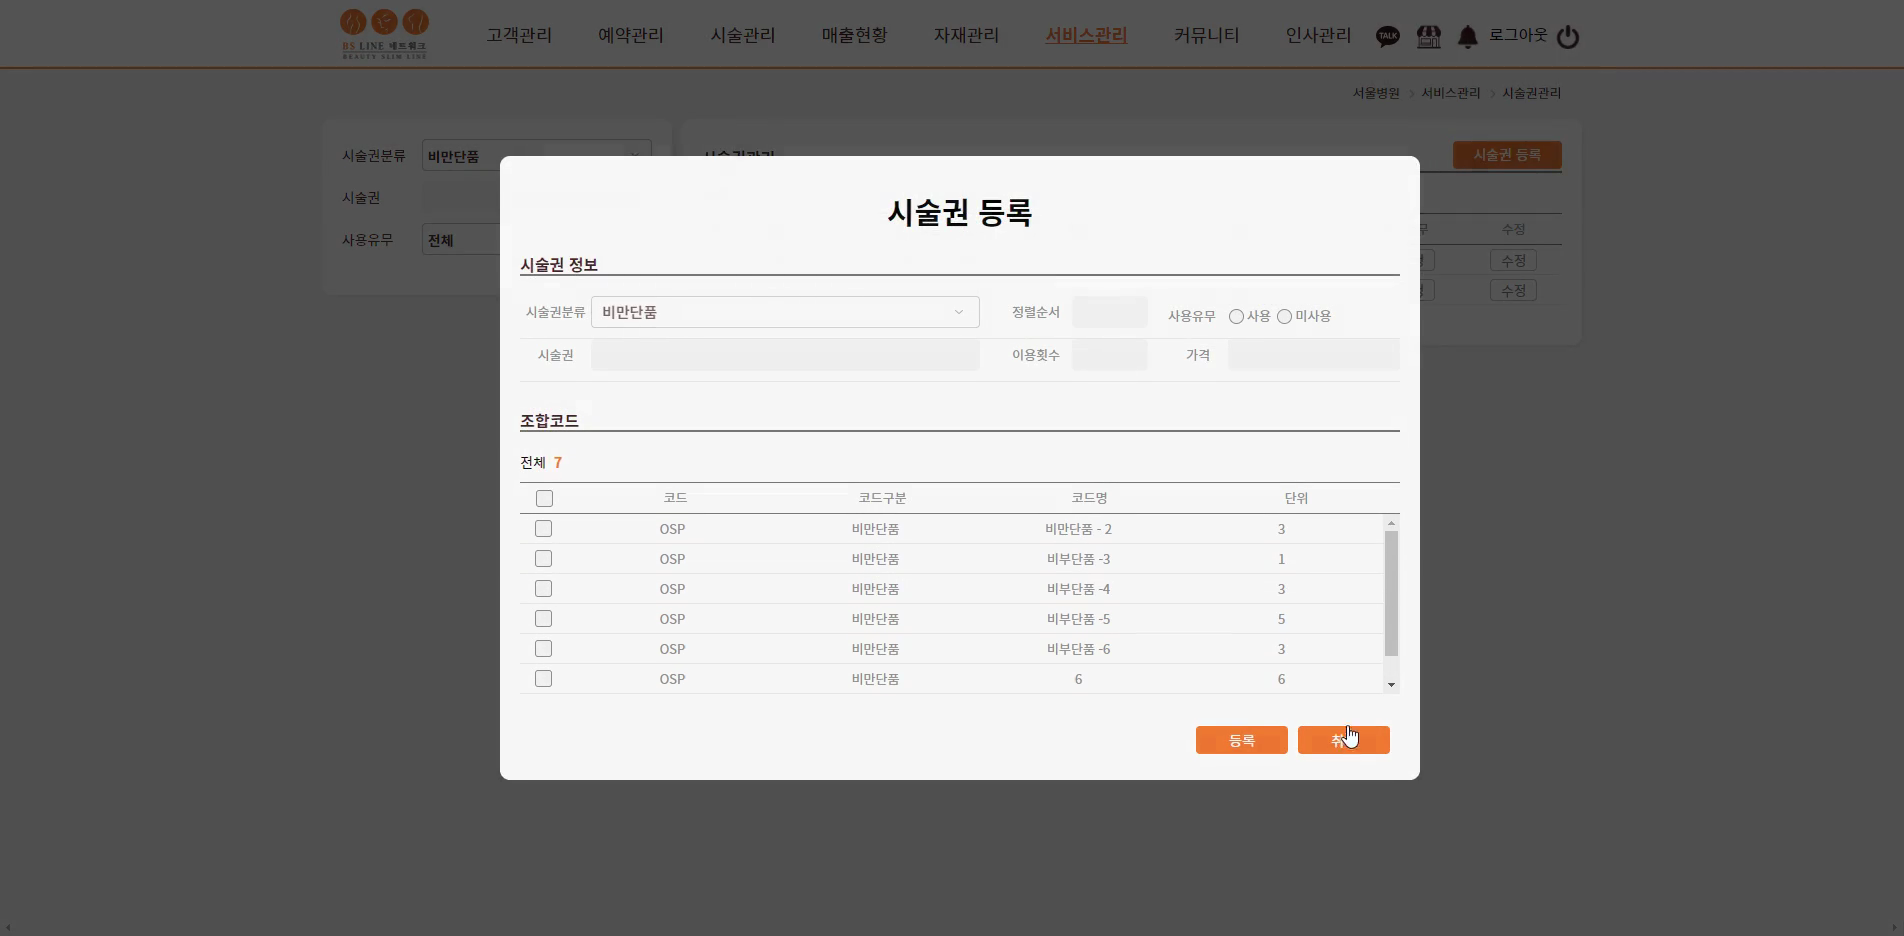 BS LINE 네트워크
BEAUTY SLIM LINE
고객관리 예약관리 시술관리 매출현황 자재관리 서비스관리 커뮤니티 인사관리 TALK 로그아웃
서울병원 > 서비스관리 > 시술권관리
시술권분류 비만단품
시술권관리
시술권 등록
시술권
사용유무 전체
수정
수정
수정
시술권 등록
시술권 정보
시술권분류 비만단품 정렬순서 사용유무 사용 미사용
시술권 이용횟수 가격
조합코드
전체 7
코드 코드구분 코드명 단위
OSP 비만단품 비만단품 - 2 3
OSP 비만단품 비부단품 -3 1
OSP 비만단품 비부단품 -4 3
OSP 비만단품 비부단품 -5 5
OSP 비만단품 비부단품 -6 3
OSP 비만단품 6 6
등록